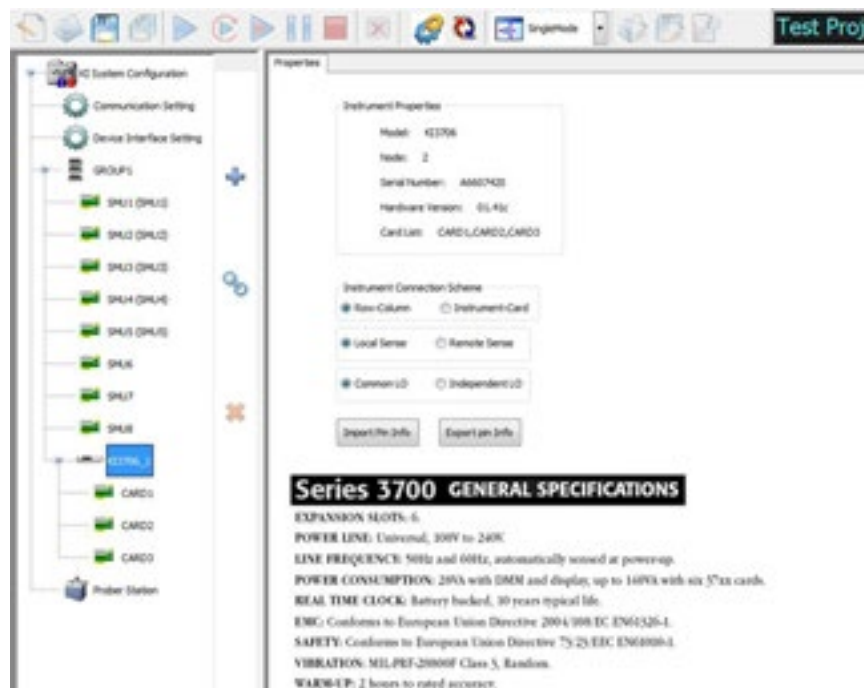 SingleMode
Test Proj
KI System Configuration
Communication Setting
Device Interface Setting
GROUP1
SMU1 (SMU1)
SMU2 (SMU2)
SMU3 (SMU3)
SMU4 (SMU4)
SMU5 (SMU5)
SMU6
SMU7
SMU8
KI3706_1
CARD1
CARD2
CARD3
Prober Station
Properties
Instrument Properties
Model: KI3706
Node: 2
Serial Number:
Hardware Version: 01.41c
Card List: CARD1,CARD2,CARD3
Instrument Connection Scheme
Row-Column Instrument-Card
Local Sense Remote Sense
Common LO Independent LO
Import Pin Info Export pin Info
Series 3700 GENERAL SPECIFICATIONS
EXPANSION SLOTS: 6.
POWER LINE: Universal, 100V to 240V.
LINE FREQUENCY: 50Hz and 60Hz, automatically sensed at power-up.
POWER CONSUMPTION: 28VA with DMM and display, up to 140VA with six 37xx cards.
REAL TIME CLOCK: Battery backed, 10 years typical life.
EMC: Conforms to European Union Directive 2004/108/EC EN61326-1.
SAFETY: Conforms to European Union Directive 73/23/EEC EN61010-1.
VIBRATION: MIL-PRF-28800F Class 3, Random.
WARM-UP: 2 hours to rated accuracy.